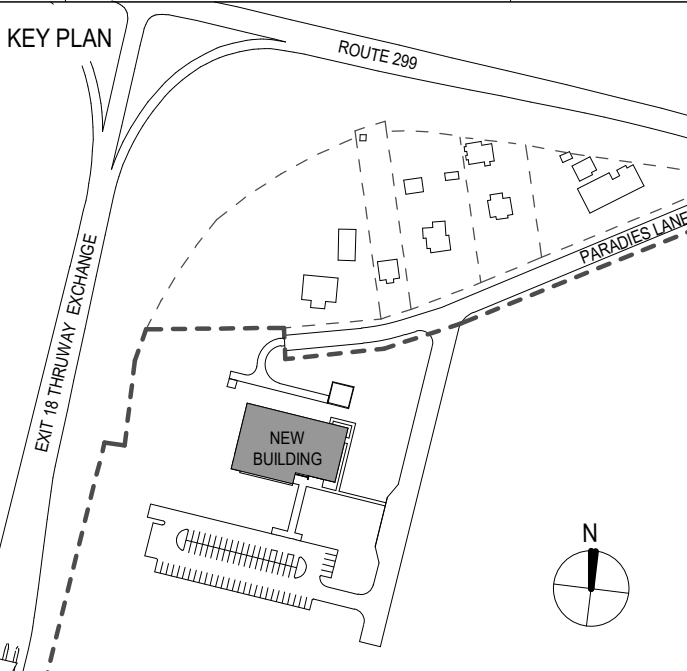 KEY PLAN
ROUTE 299
PARADIES LANE
EXIT 18 THRUWAY EXCHANGE
NEW
BUILDING
N